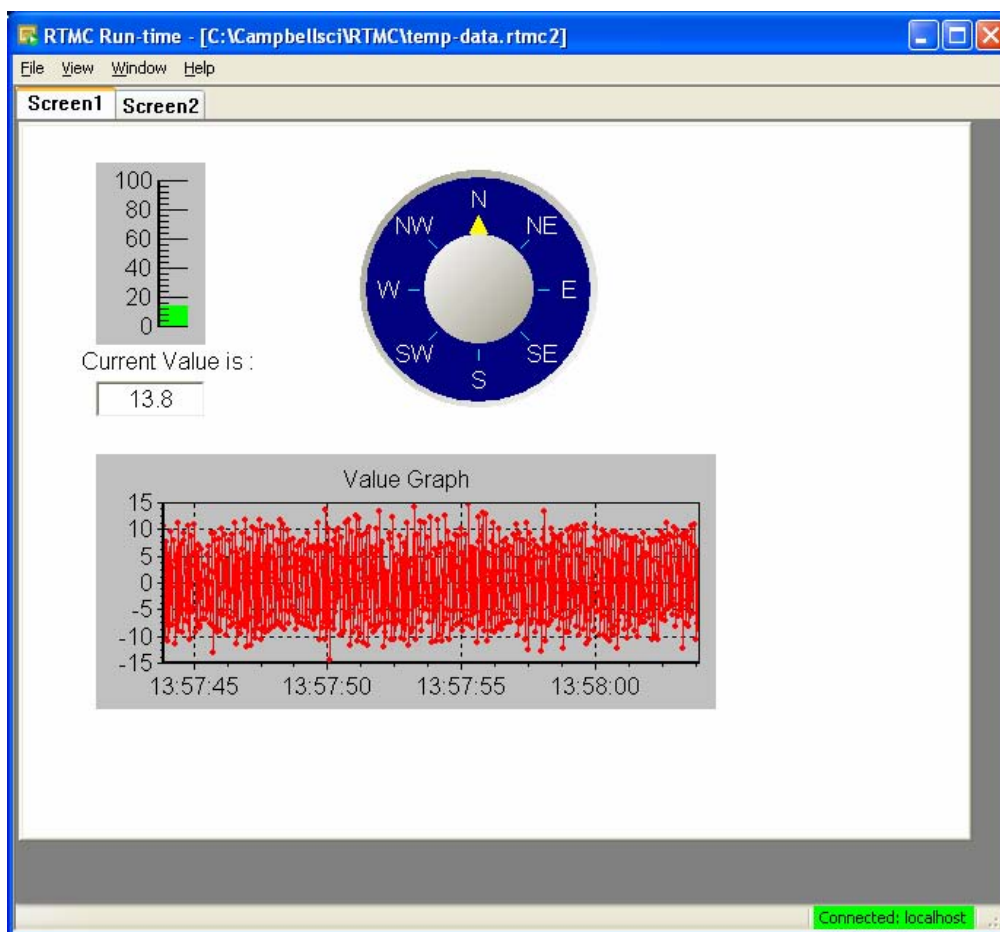 RTMC Run-time - [C:\Campbellsci\RTMC\temp-data.rtmc2]
File View Window Help
Screen1 Screen2
100
80
60
40
20
0
Current Value is :
13.8
N
NW NE
W E
SW SE
S
Value Graph
15
10
5
0
-5
-10
-15
13:57:45 13:57:50 13:57:55 13:58:00
Connected: localhost